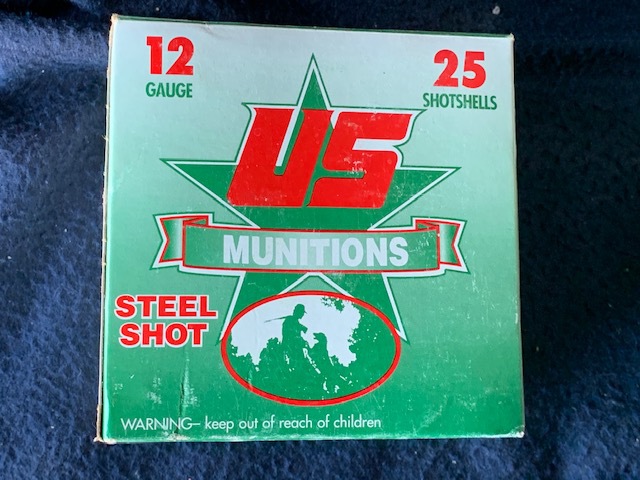 12
GAUGE
25
SHOTSHELLS
US
MUNITIONS
STEEL
SHOT
WARNING– keep out of reach of children